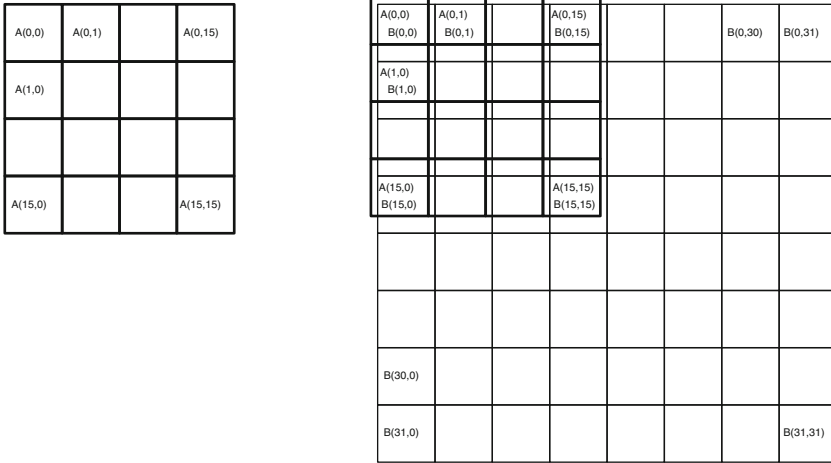 A(0,0) A(0,1) A(0,15)
A(1,0)
A(15,0) A(15,15)
A(0,0) A(0,1) A(0,15)
B(0,0) B(0,1) B(0,15) B(0,30) B(0,31)
A(1,0)
B(1,0)
A(15,0) A(15,15)
B(15,0) B(15,15)
B(30,0)
B(31,0) B(31,31)